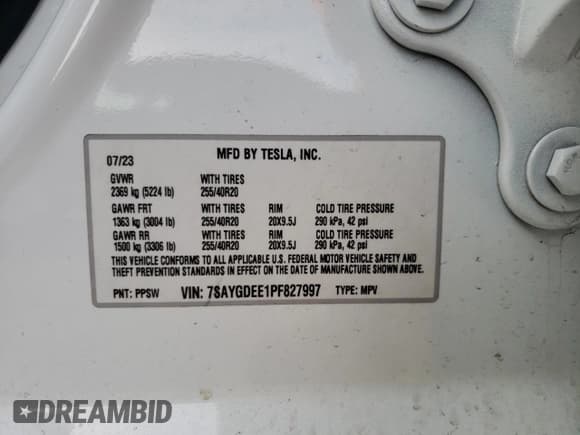 07/23 MFD BY TESLA, INC.
GVWR WITH TIRES
2369 kg (5224 lb) 255/40R20
GAWR FRT WITH TIRES RIM COLD TIRE PRESSURE
1363 kg (3004 lb) 255/40R20 20X9.5J 290 kPa, 42 psi
GAWR RR WITH TIRES RIM COLD TIRE PRESSURE
1500 kg (3306 lb) 255/40R20 20X9.5J 290 kPa, 42 psi
THIS VEHICLE CONFORMS TO ALL APPLICABLE U.S. FEDERAL MOTOR VEHICLE SAFETY AND
THEFT PREVENTION STANDARDS IN EFFECT ON THE DATE OF MANUFACTURE SHOWN ABOVE.
PNT: PPSW VIN: 7SAYGDEE1PF827997 TYPE: MPV
DREAMBID